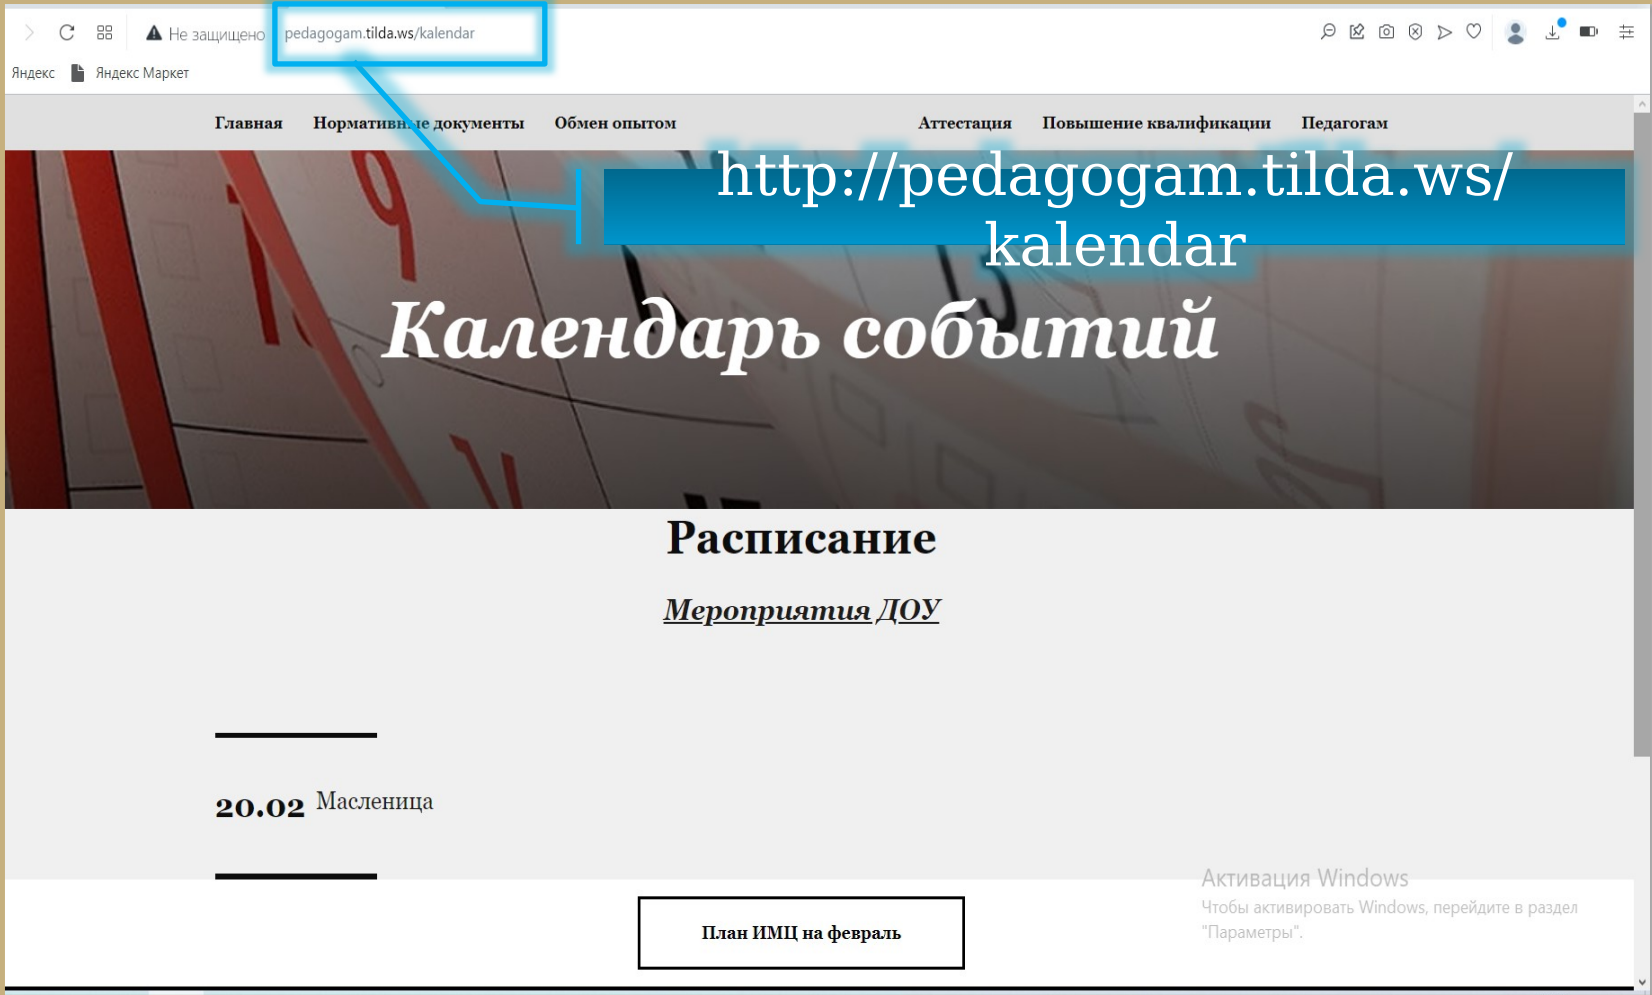 Не защищено pedagogam.tilda.ws/kalendar
Яндекс Яндекс Маркет
Главная Нормативные документы Обмен опытом Аттестация Повышение квалификации Педагогам
http://pedagogam.tilda.ws/
kalendar
Календарь событий
Расписание
Мероприятия ДОУ
20.02 Масленица
Активация Windows
Чтобы активировать Windows, перейдите в раздел
"Параметры".
План ИМЦ на февраль